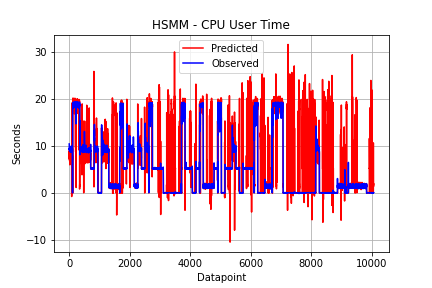 HSMM - CPU User Time
Predicted
Observed
30
20
10
0
−10
Seconds
0
2000
4000
6000
8000
10000
Datapoint